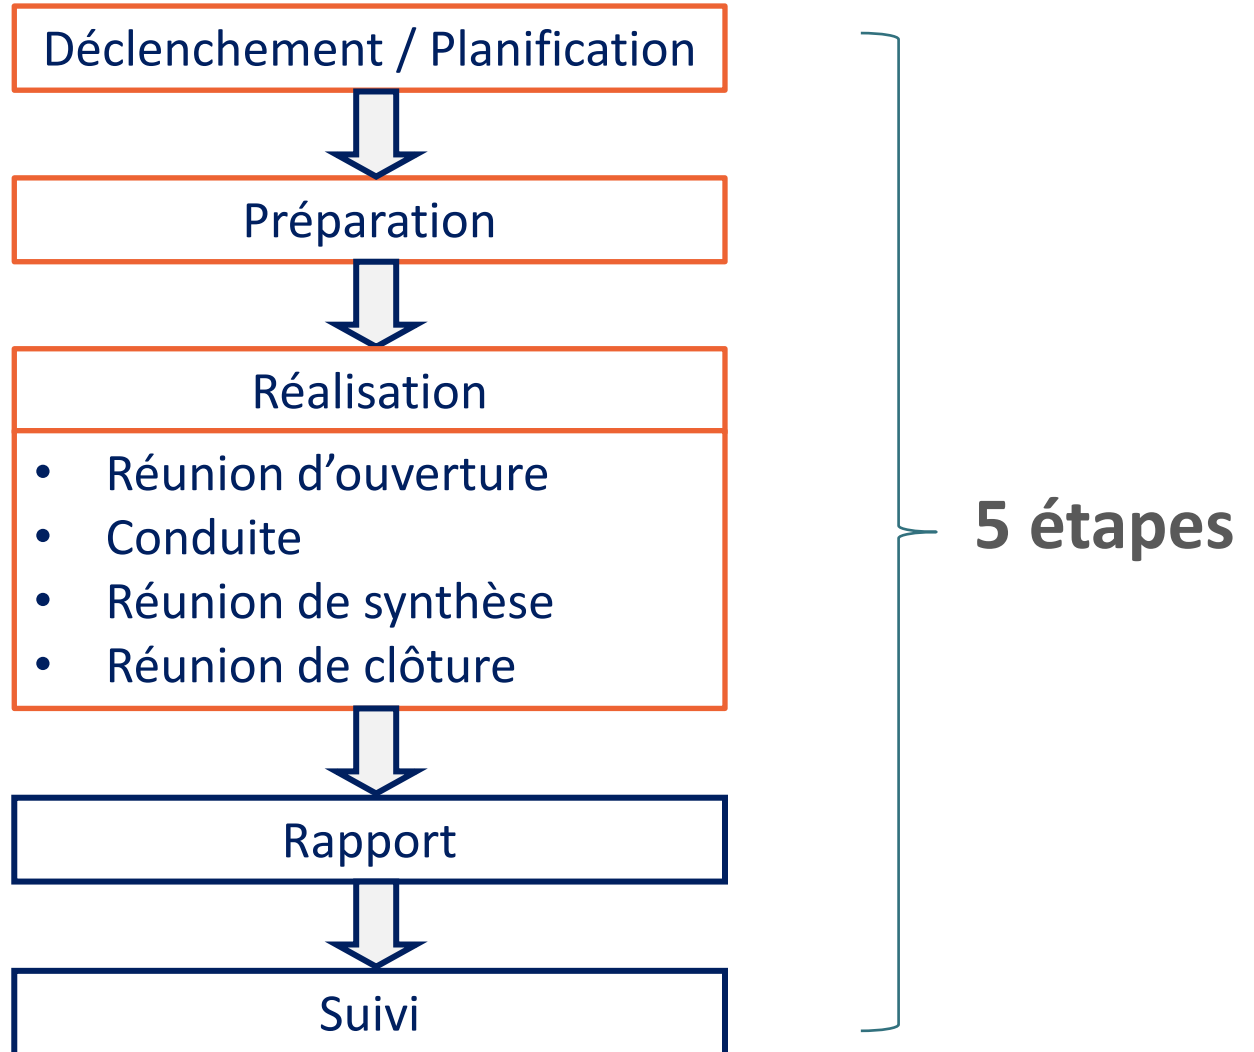 Déclenchement / Planification
Préparation
Réalisation
• Réunion d’ouverture
• Conduite
• Réunion de synthèse
• Réunion de clôture
5 étapes
Rapport
Suivi